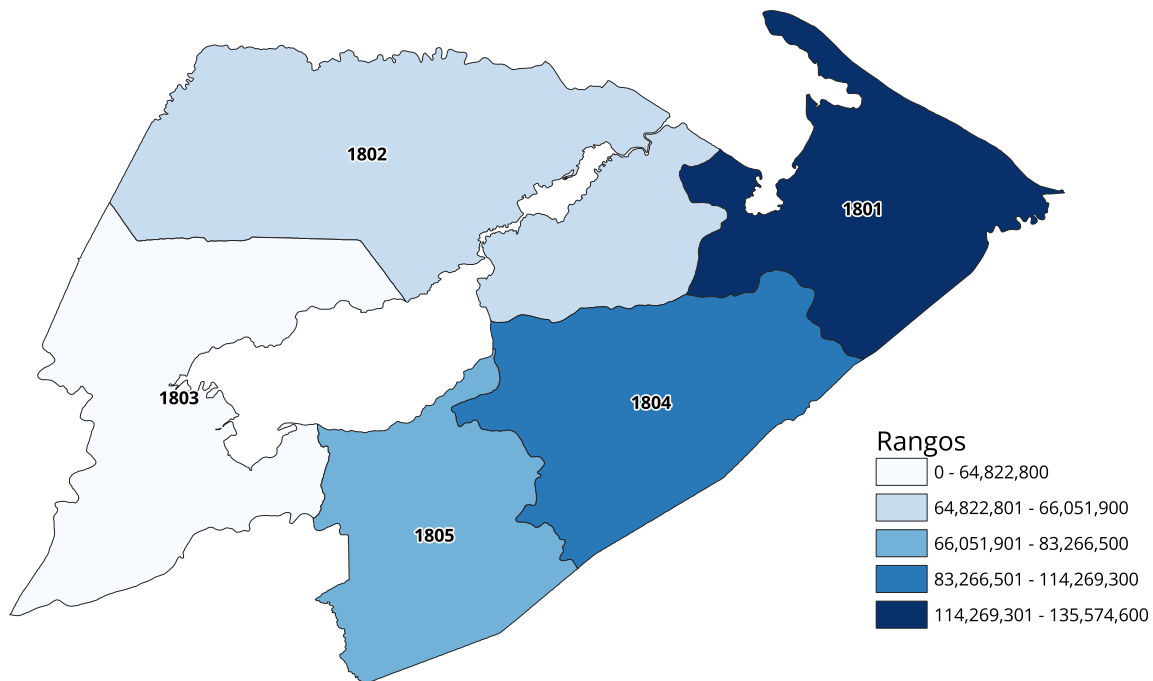 1802
1801
1803
1804
1805
Rangos
0 - 64,822,800
64,822,801 - 66,051,900
66,051,901 - 83,266,500
83,266,501 - 114,269,300
114,269,301 - 135,574,600